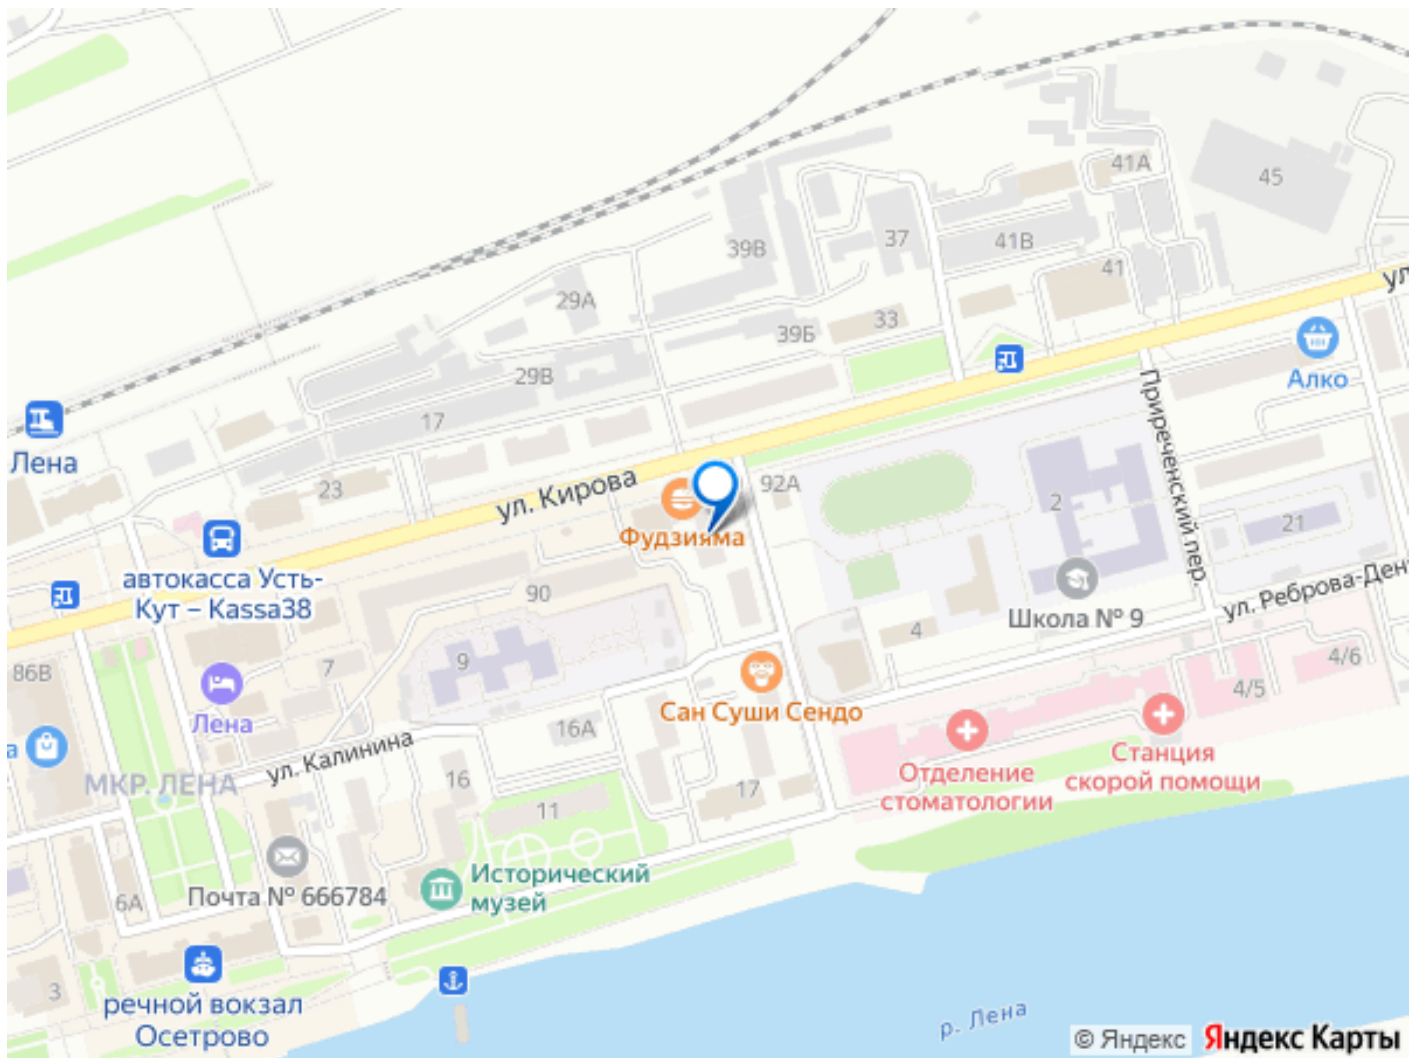 41А
45
37
41В
39В
41
29А
ул
33
39Б
Алко
29В
Приреченский пер.
17
Лена
ул. Кирова
92А
23
2
21
Фудзияма
автокасса Усть-
Кут – Kassa38
90
ул. Реброва-Ден
Школа № 9
4
9
7
4/6
86В
4/5
Лена
Сан Суши Сендо
16А
ул. Калинина
а
Станция
скорой помощи
МКР. ЛЕНА
16
Отделение
стоматологии
17
11
Исторический
музей
Почта № 666784
6А
3
речной вокзал
Осетрово
р. Лена
© Яндекс Яндекс Карты